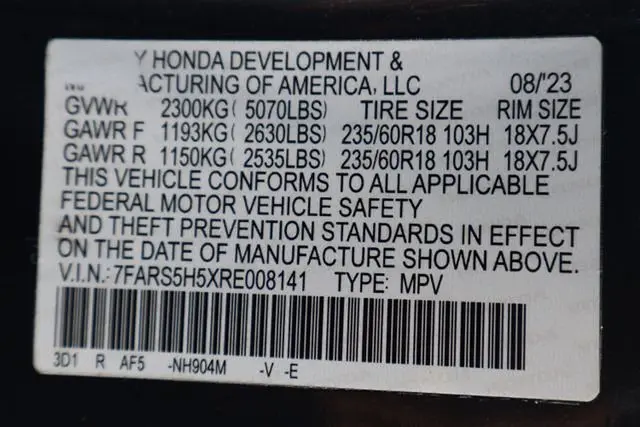 Y HONDA DEVELOPMENT &
ACTURING OF AMERICA, LLC 08/'23
GVWR 2300KG( 5070LBS) TIRE SIZE RIM SIZE
GAWR F 1193KG( 2630LBS) 235/60R18 103H 18X7.5J
GAWR R 1150KG( 2535LBS) 235/60R18 103H 18X7.5J
THIS VEHICLE CONFORMS TO ALL APPLICABLE
FEDERAL MOTOR VEHICLE SAFETY
AND THEFT PREVENTION STANDARDS IN EFFECT
ON THE DATE OF MANUFACTURE SHOWN ABOVE.
V.I.N.: 7FARS5H5XRE008141 TYPE: MPV
3D1 R AF5 -NH904M -V -E